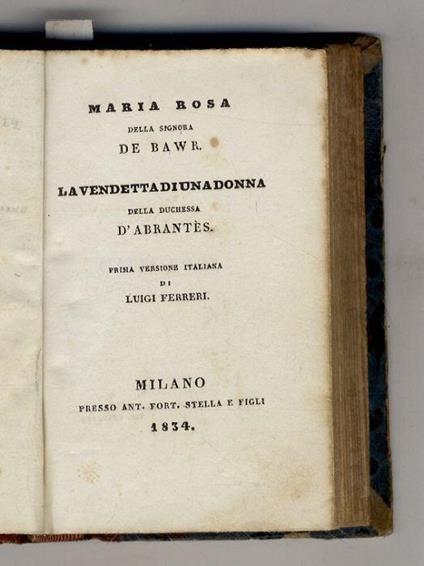 MARIA ROSA
DELLA SIGNORA
DE BAWR.
LA VENDETTA DI UNA DONNA
DELLA DUCHESSA
D'ABRANTÈS.
PRIMA VERSIONE ITALIANA
DI
LUIGI FERRERI.
MILANO
PRESSO ANT. FORT. STELLA E FIGLI
1834.